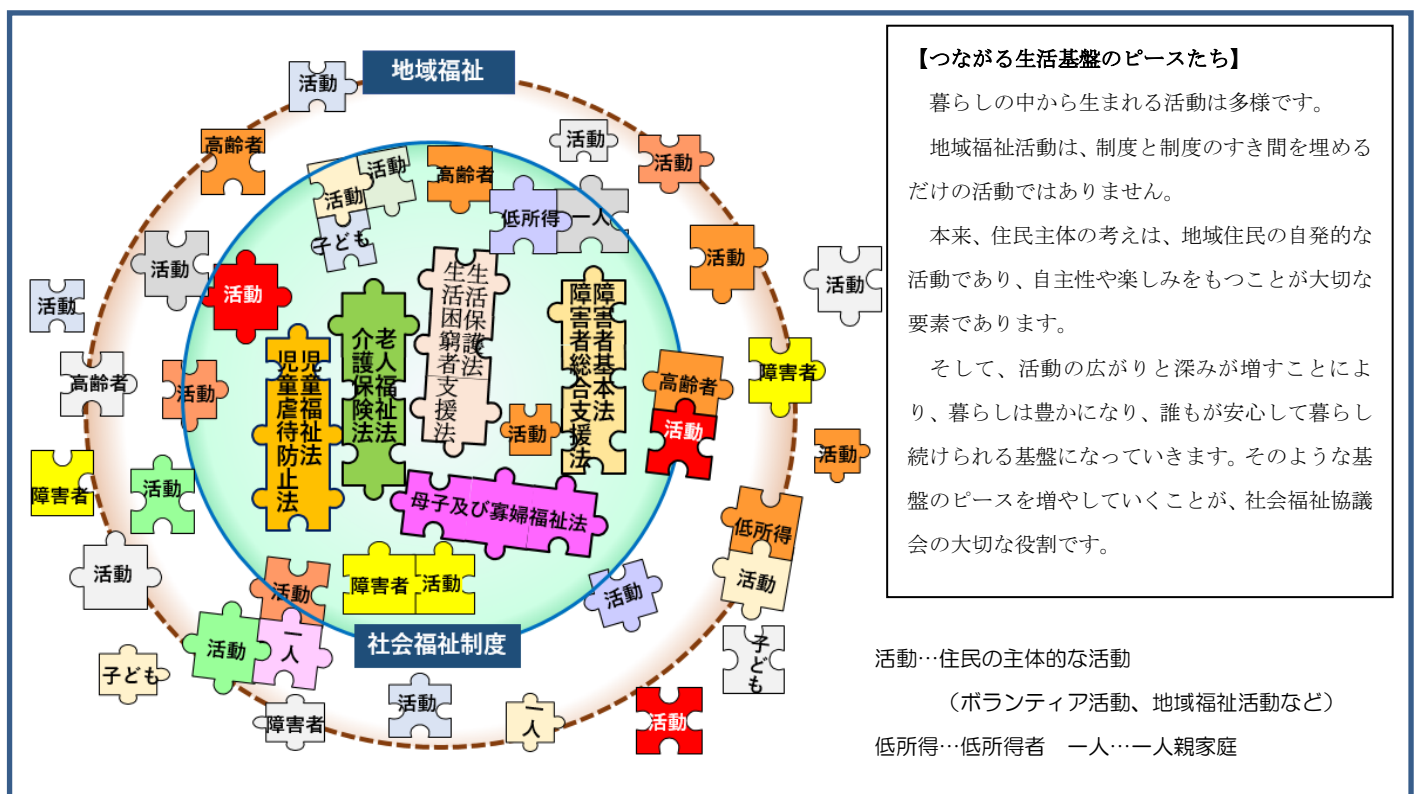 地域福祉
活動
高齢者
活動
活動
活動
活動
高齢者
低所得
一人
活動
子ども
活動
活動
活動
活動
活動
高齢者
活動
児童福祉法
児童虐待防止法
老人福祉法
介護保険法
生活保護法
生活困窮者支援法
障害者基本法
障害者総合支援法
活動
高齢者
活動
障害者
活動
障害者
活動
母子及び寡婦福祉法
低所得
活動
活動
活動
障害者
活動
活動
活動
一人
社会福祉制度
子ども
子ども
障害者
活動
一人
活動
【つながる生活基盤のピースたち】
暮らしの中から生まれる活動は多様です。
地域福祉活動は、制度と制度のすき間を埋める
だけの活動ではありません。
本来、住民主体の考えは、地域住民の自発的な
活動であり、自主性や楽しみをもつことが大切な
要素であります。
そして、活動の広がりと深みが増すことによ
り、暮らしは豊かになり、誰もが安心して暮らし
続けられる基盤になっていきます。そのような基
盤のピースを増やしていくことが、社会福祉協議
会の大切な役割です。
活動…住民の主体的な活動
（ボランティア活動、地域福祉活動など）
低所得…低所得者　一人…一人親家庭